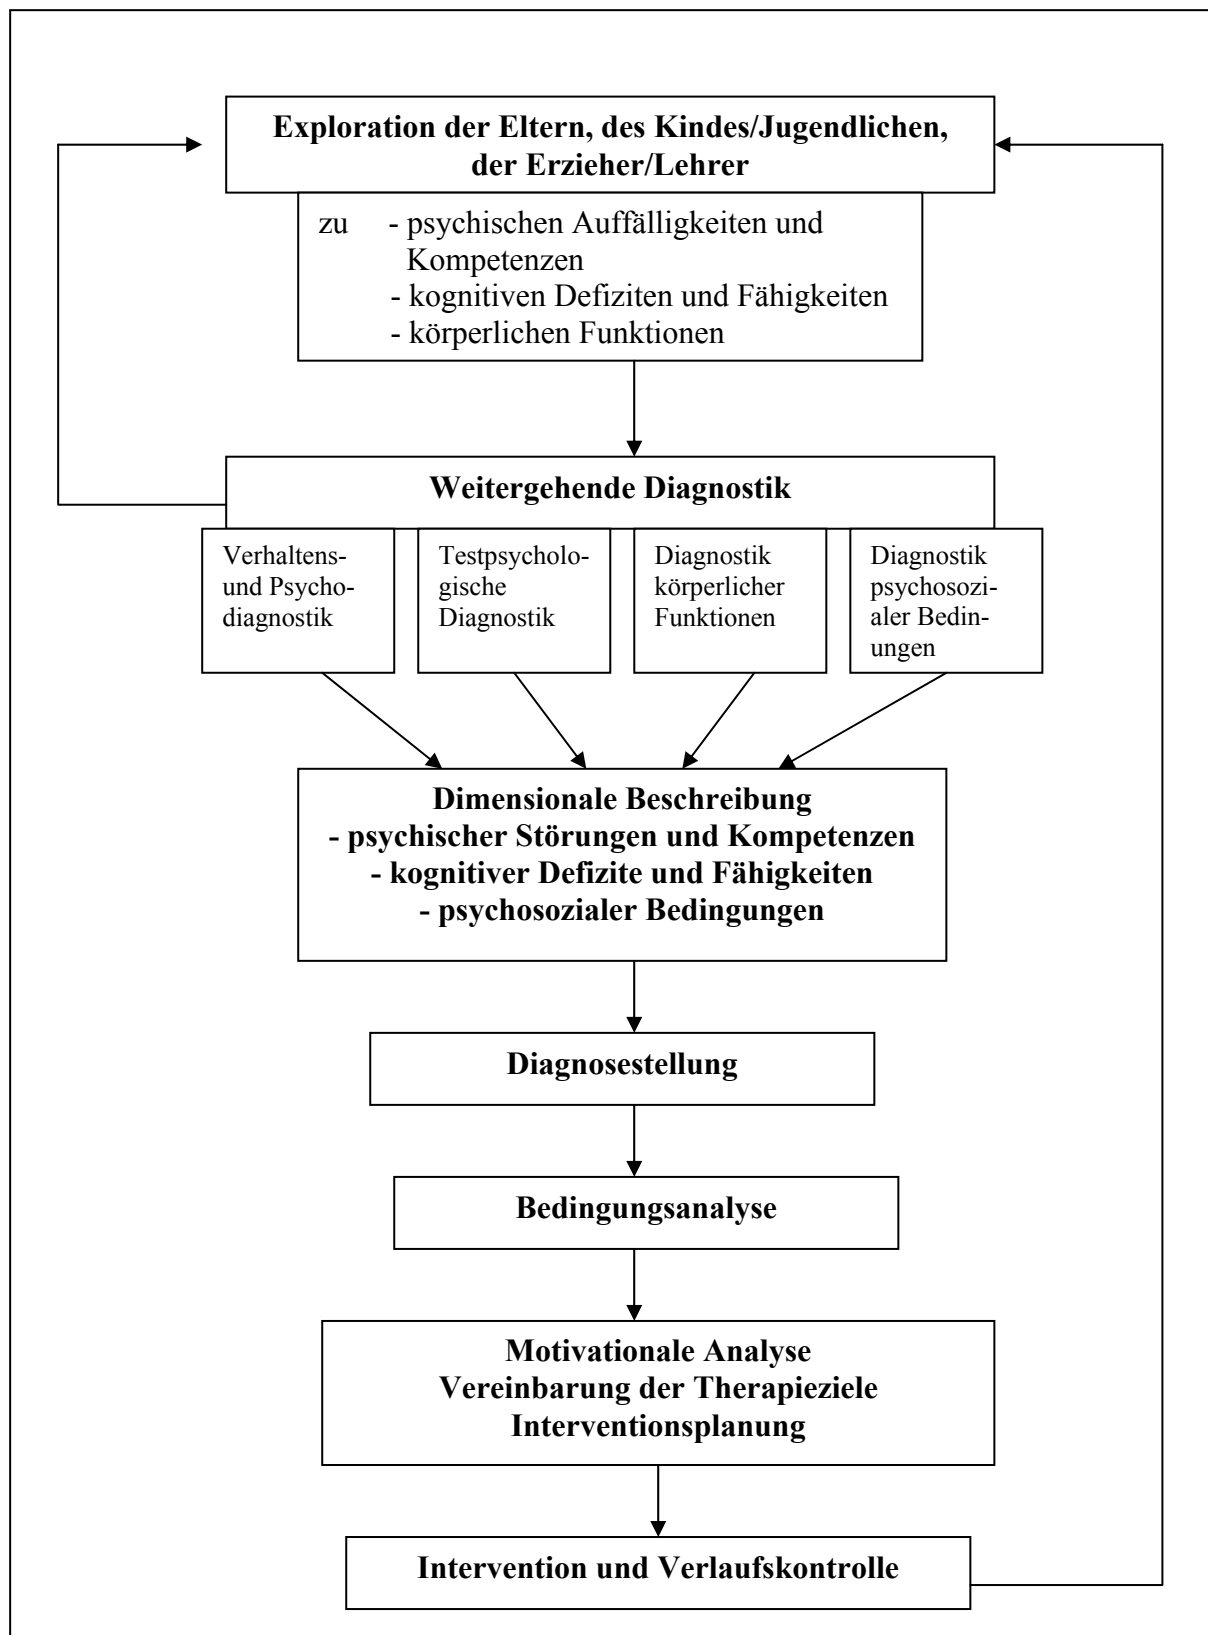 Exploration der Eltern, des Kindes/Jugendlichen,
der Erzieher/Lehrer
zu - psychischen Auffälligkeiten und
Kompetenzen
- kognitiven Defiziten und Fähigkeiten
- körperlichen Funktionen
Weitergehende Diagnostik
Verhaltens-
und Psycho-
diagnostik
Testpsycholo-
gische
Diagnostik
Diagnostik
körperlicher
Funktionen
Diagnostik
psychosozi-
aler Bedin-
ungen
Dimensionale Beschreibung
- psychischer Störungen und Kompetenzen
- kognitiver Defizite und Fähigkeiten
- psychosozialer Bedingungen
Diagnosestellung
Bedingungsanalyse
Motivationale Analyse
Vereinbarung der Therapieziele
Interventionsplanung
Intervention und Verlaufskontrolle